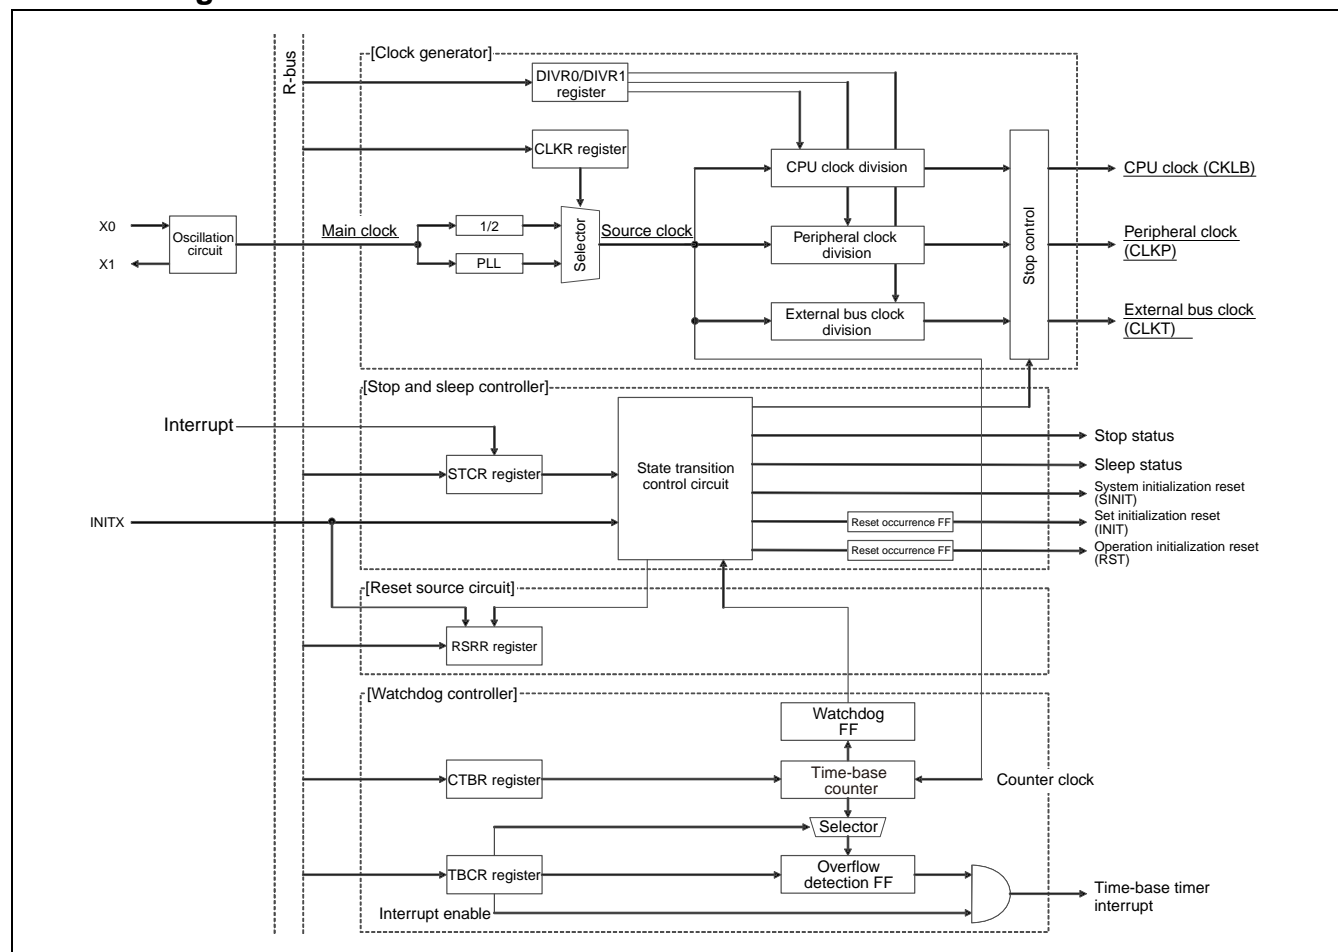 R-bus
[Clock generator]
DIVR0/DIVR1
register
CLKR register
CPU clock division
CPU clock (CKLB)
X0
X1
Oscillation
circuit
Main clock
1/2
PLL
Selector
Source clock
Peripheral clock
division
Stop control
Peripheral clock
(CLKP)
External bus clock
division
External bus clock
(CLKT)
[Stop and sleep controller]
Interrupt
STCR register
State transition
control circuit
Stop status
Sleep status
System initialization reset
(SINIT)
INITX
Reset occurrence FF
Set initialization reset
(INIT)
Reset occurrence FF
Operation initialization reset
(RST)
[Reset source circuit]
RSRR register
[Watchdog controller]
Watchdog
FF
CTBR register
Time-base
counter
Counter clock
Selector
TBCR register
Overflow
detection FF
Interrupt enable
Time-base timer
interrupt